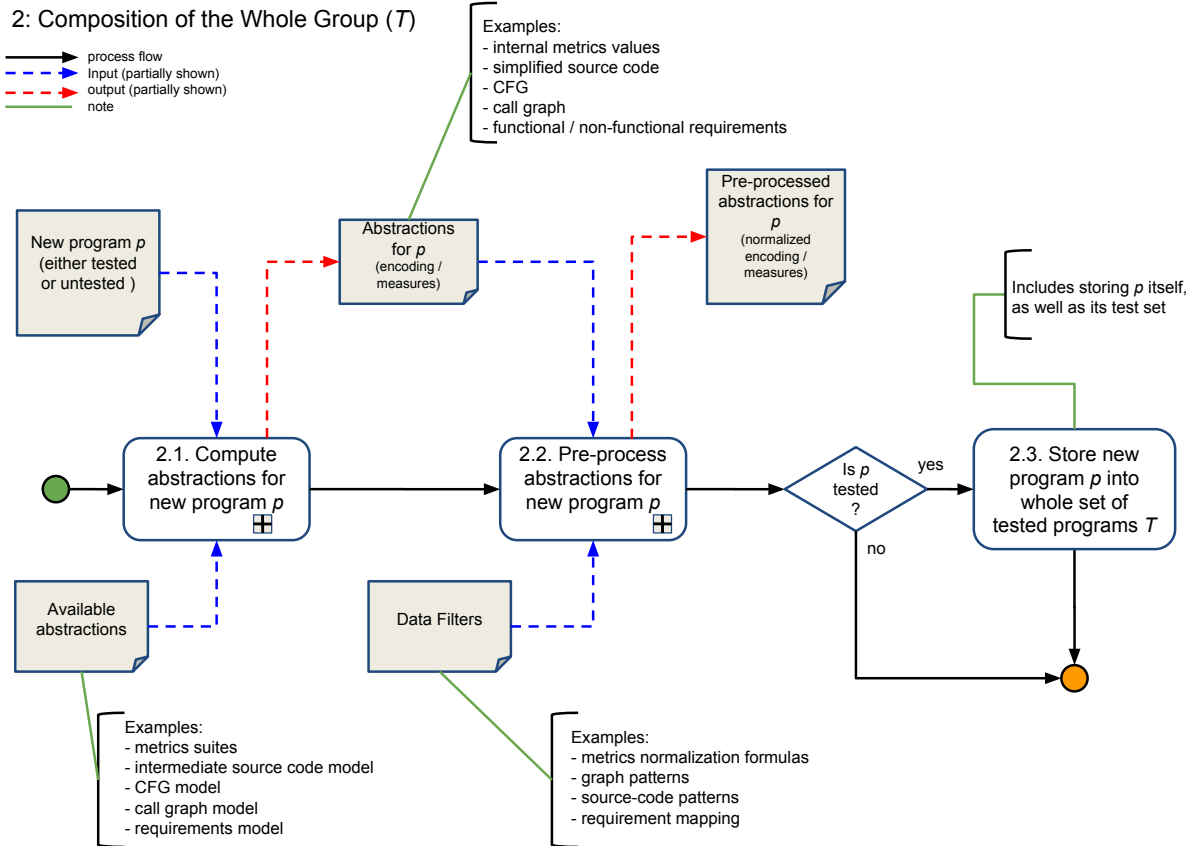 2: Composition of the Whole Group (T)
process flow
Input (partially shown)
output (partially shown)
note
Examples:
- internal metrics values
- simplified source code
- CFG
- call graph
- functional / non-functional requirements
New program p
(either tested
or untested )
Abstractions
for p
(encoding /
measures)
Pre-processed
abstractions for
p
(normalized
encoding /
measures)
Includes storing p itself,
as well as its test set
2.1. Compute
abstractions for
new program p
2.2. Pre-process
abstractions for
new program p
Is p
tested
?
yes
no
2.3. Store new
program p into
whole set of
tested programs T
Available
abstractions
Data Filters
Examples:
- metrics suites
- intermediate source code model
- CFG model
- call graph model
- requirements model
Examples:
- metrics normalization formulas
- graph patterns
- source-code patterns
- requirement mapping